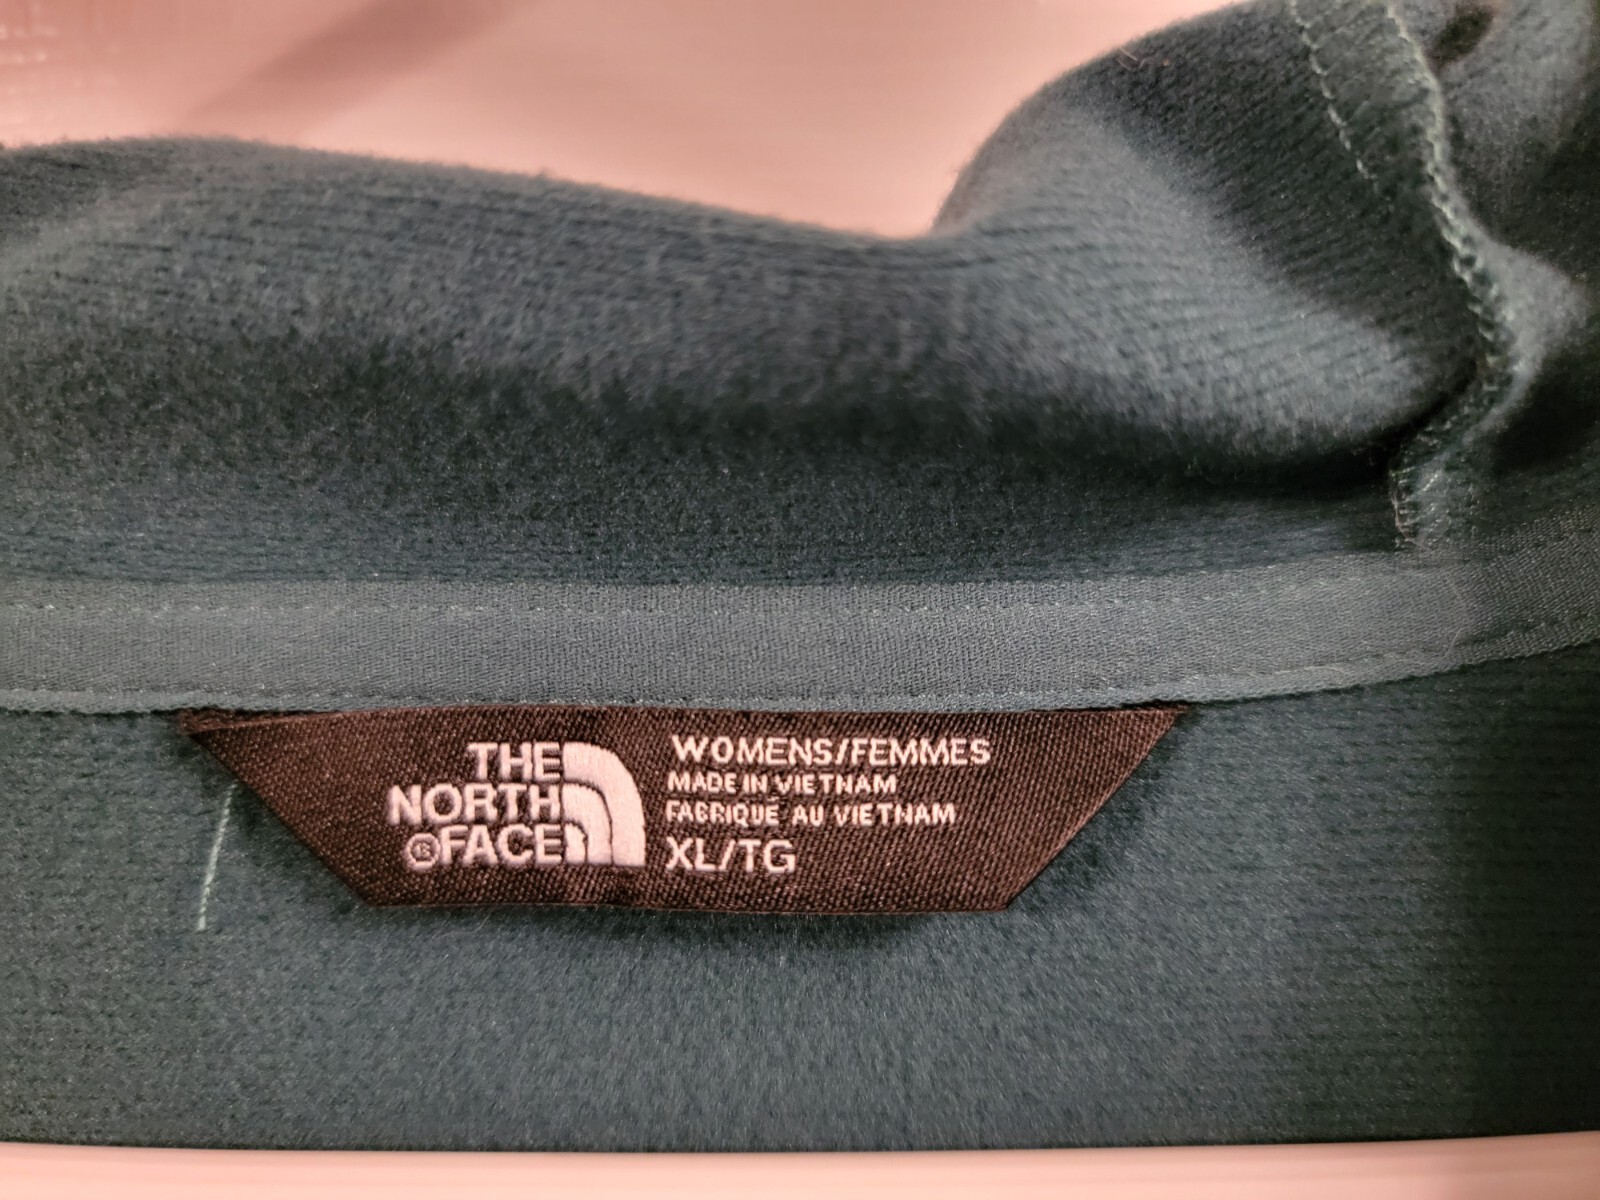 THE
NORTH
®FACE
WOMENS/FEMMES
MADE IN VIETNAM
FABRIQUÉ AU VIETNAM
XL/TG